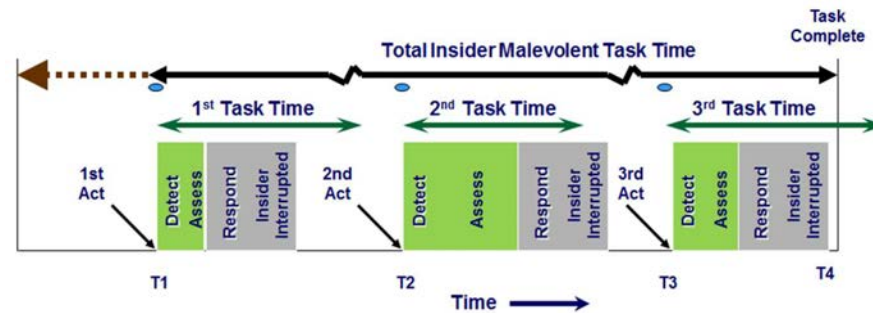 Task
Complete
Total Insider Malevolent Task Time
1st Task Time
2nd Task Time
3rd Task Time
1st
Act
Detect
Assess
Respond
Insider
Interrupted
2nd
Act
Detect
Assess
Respond
Insider
Interrupted
3rd
Act
Detect
Assess
Respond
Insider
Interrupted
T1
T2
T3
T4
Time